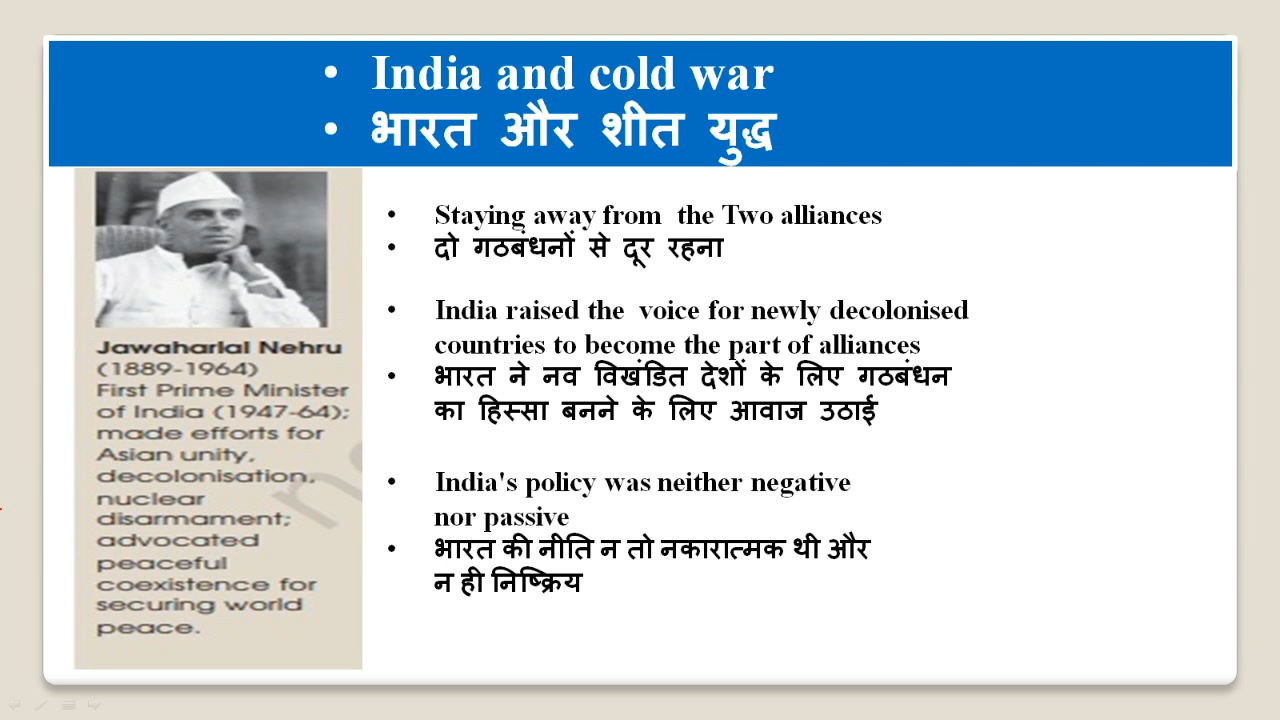 • India and cold war
• भारत और शीत युद्ध
Jawaharlal Nehru
(1889-1964)
First Prime Minister
of India (1947-64);
made efforts for
Asian unity,
decolonisation,
nuclear
disarmament;
advocated
peaceful
coexistence for
securing world
peace.
• Staying away from the Two alliances
• दो गठबंधनों से दूर रहना
• India raised the voice for newly decolonised
countries to become the part of alliances
• भारत ने नव विखंडित देशों के लिए गठबंधन
का हिस्सा बनने के लिए आवाज उठाई
• India's policy was neither negative
nor passive
• भारत की नीति न तो नकारात्मक थी और
न ही निष्क्रिय